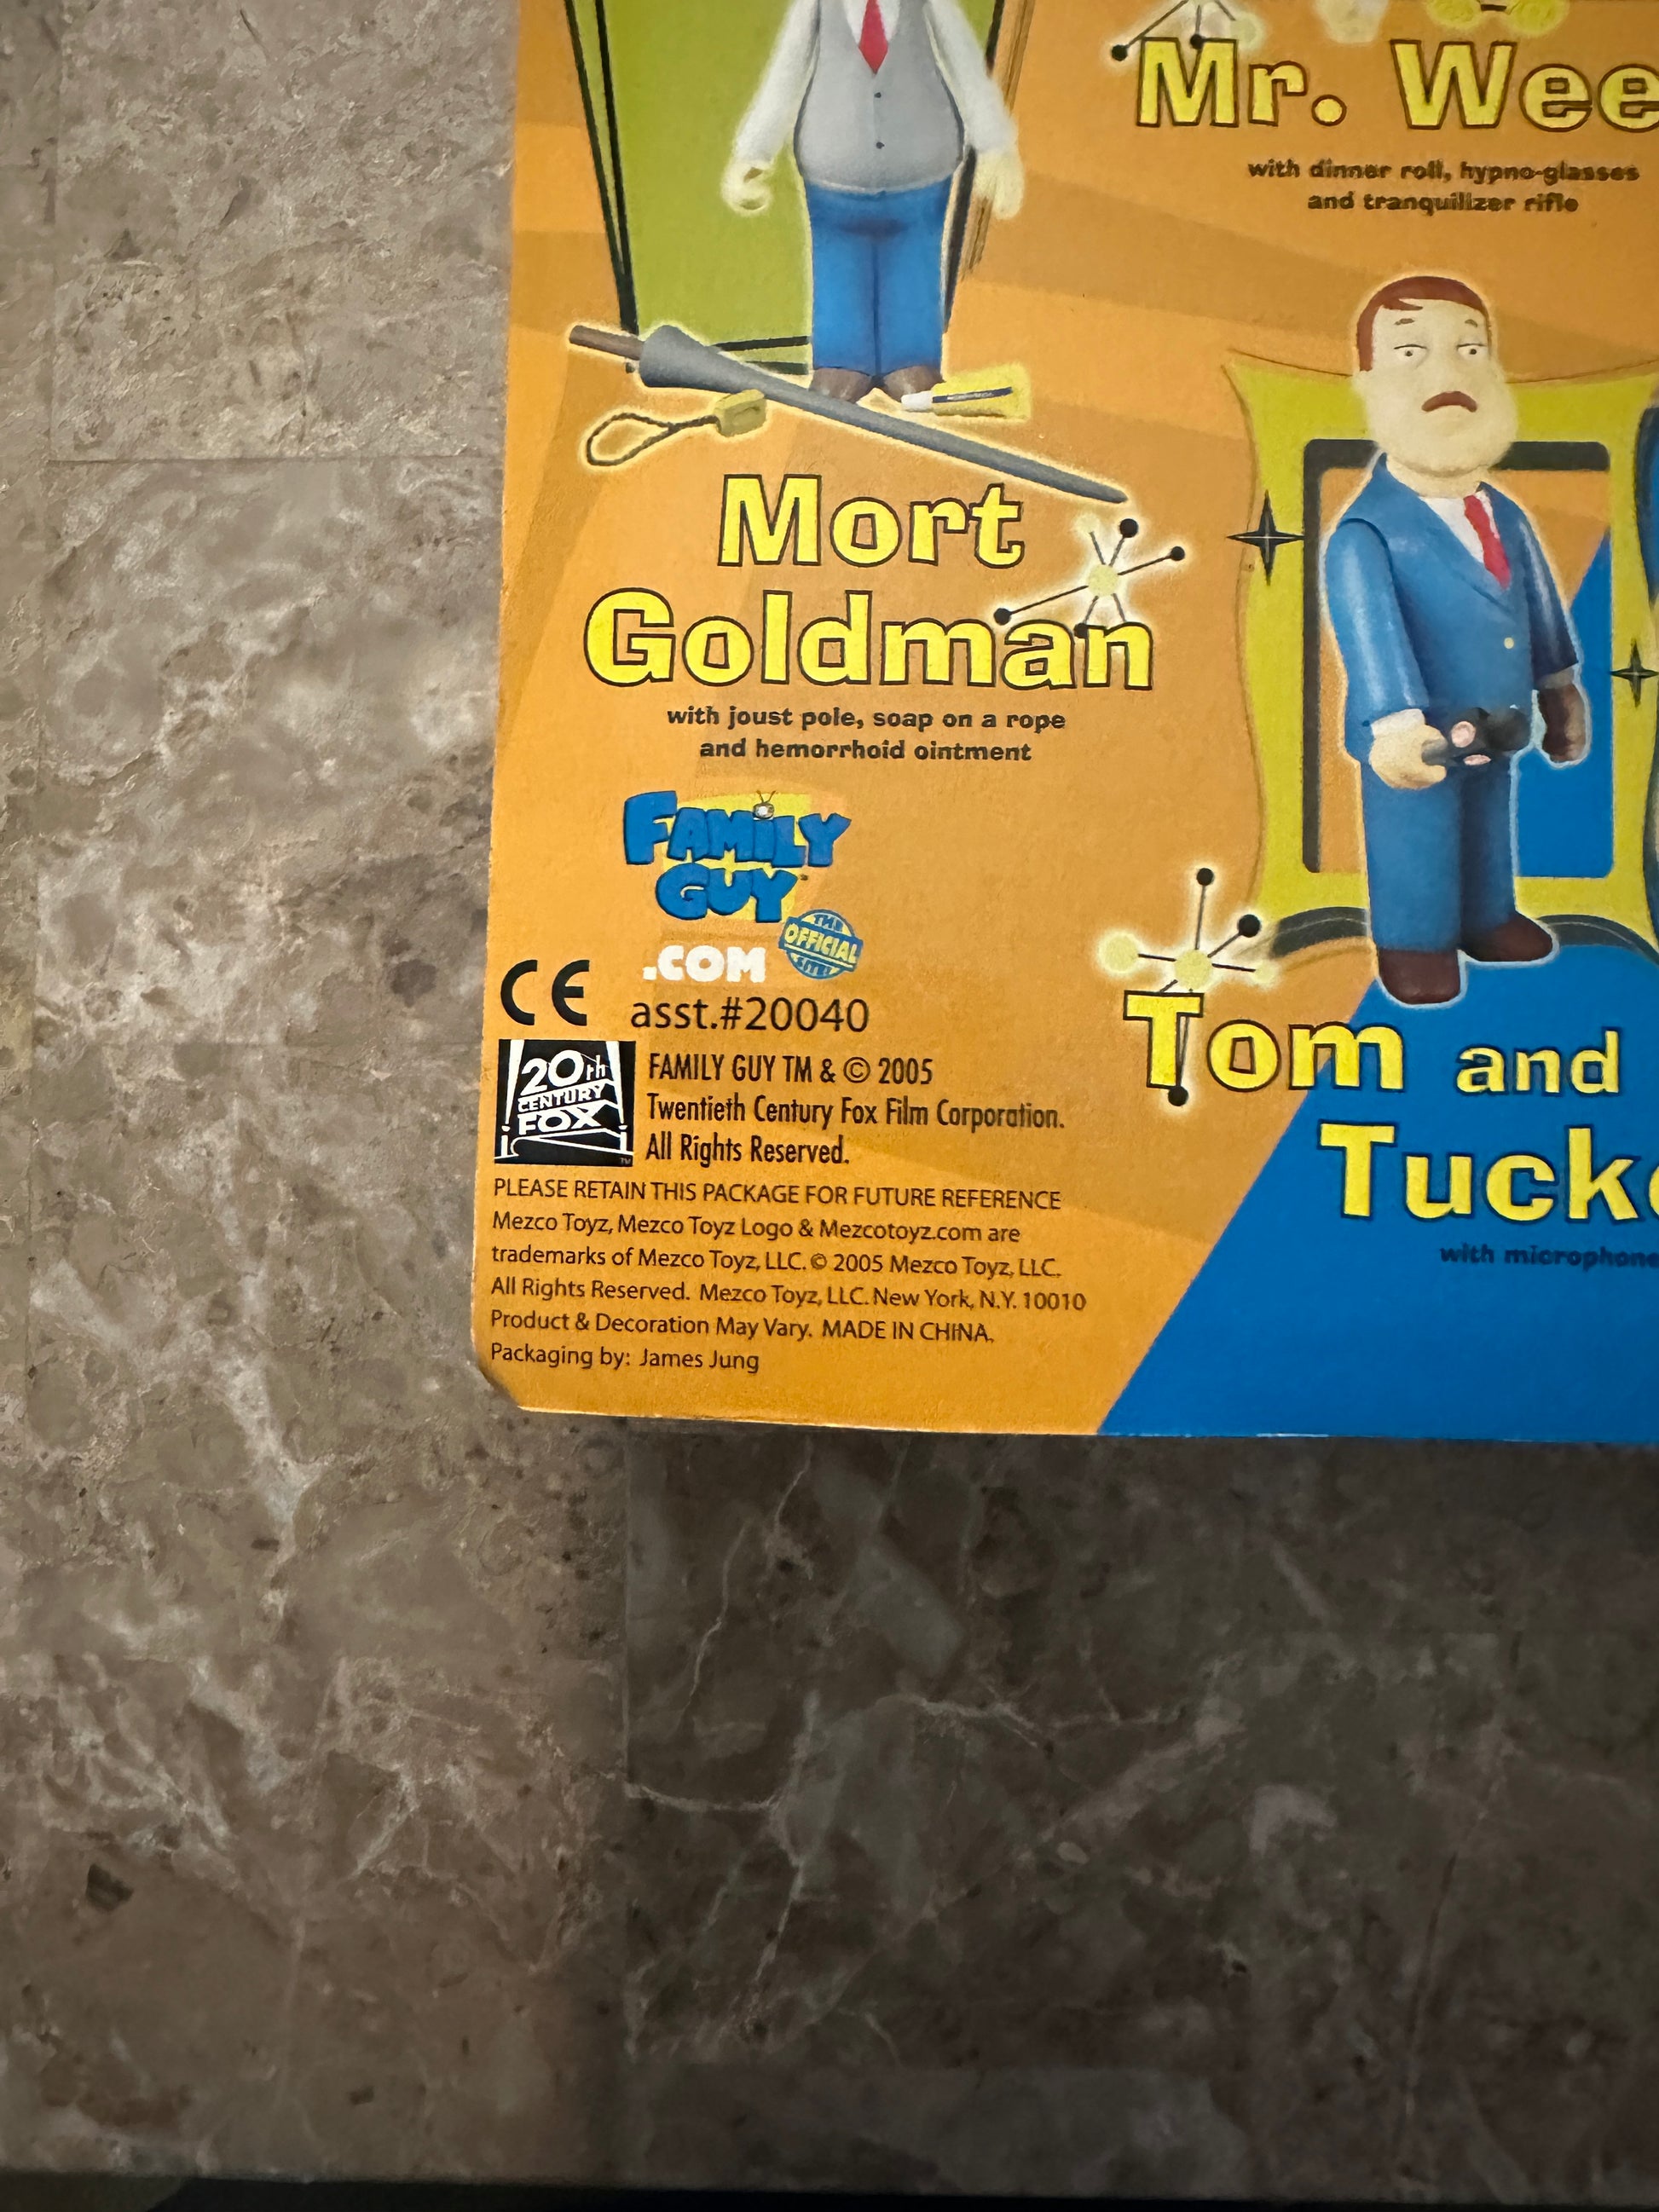 Mr. Wee
with dinner roll, hypno-glasses
and tranquilizer rifle
Mort
Goldman
with joust pole, soap on a rope
and hemorrhoid ointment
FAMILY
GUY
.COM
THE
OFFICIAL
SITE!
CE
asst.#20040
20th
CENTURY
FOX
TM
FAMILY GUY TM & © 2005
Twentieth Century Fox Film Corporation.
All Rights Reserved.
PLEASE RETAIN THIS PACKAGE FOR FUTURE REFERENCE
Mezco Toyz, Mezco Toyz Logo & Mezcotoyz.com are
trademarks of Mezco Toyz, LLC. © 2005 Mezco Toyz, LLC.
All Rights Reserved. Mezco Toyz, LLC. New York, N.Y. 10010
Product & Decoration May Vary. MADE IN CHINA.
Packaging by: James Jung
Tom and
Tucke
with microphone